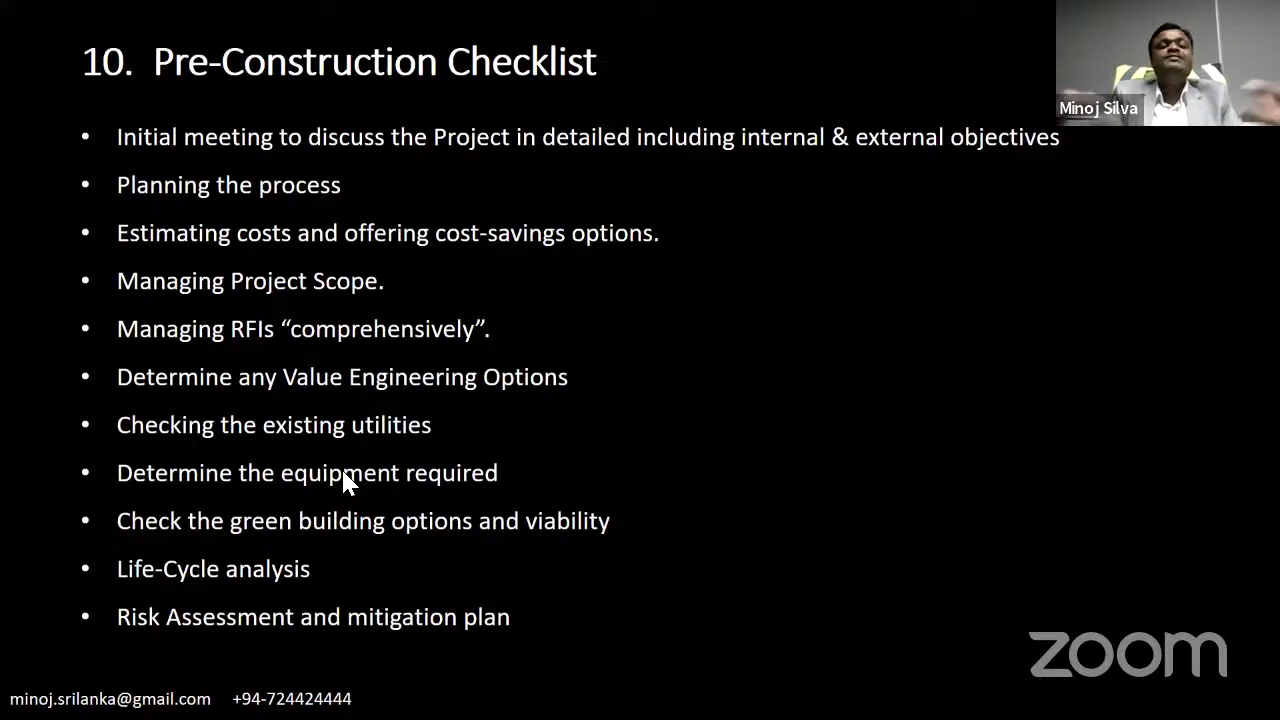 10. Pre-Construction Checklist
Minoj Silva
• Initial meeting to discuss the Project in detailed including internal & external objectives
• Planning the process
• Estimating costs and offering cost-savings options.
• Managing Project Scope.
• Managing RFIs “comprehensively”.
• Determine any Value Engineering Options
• Checking the existing utilities
• Determine the equipment required
• Check the green building options and viability
• Life-Cycle analysis
• Risk Assessment and mitigation plan
zoom
minoj.srilanka@gmail.com +94-724424444